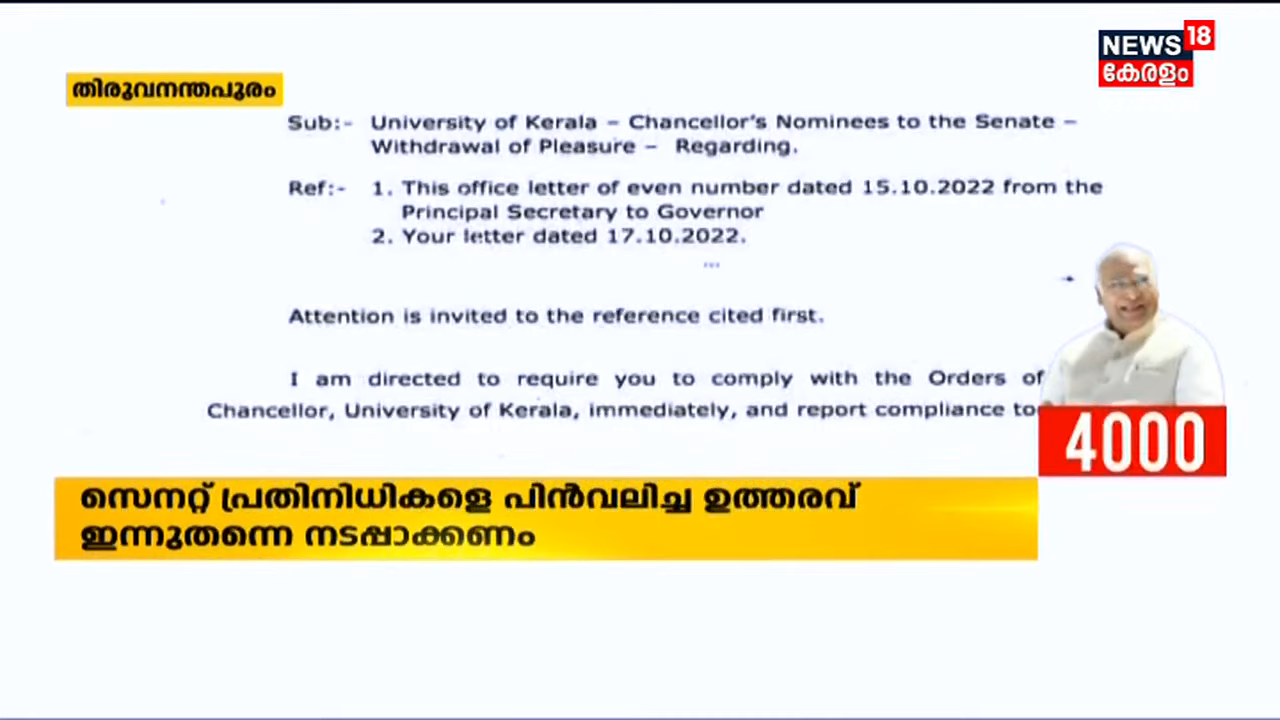 NEWS 18
കേരളം
തിരുവനന്തപുരം
Sub:- University of Kerala – Chancellor's Nominees to the Senate –
Withdrawal of Pleasure – Regarding.
Ref:- 1. This office letter of even number dated 15.10.2022 from the
Principal Secretary to Governor
2. Your letter dated 17.10.2022.
...
Attention is invited to the reference cited first.
I am directed to require you to comply with the Orders of
Chancellor, University of Kerala, immediately, and report compliance to
4000
സെനറ്റ് പ്രതിനിധികളെ പിൻവലിച്ച ഉത്തരവ്
ഇന്നുതന്നെ നടപ്പാക്കണം